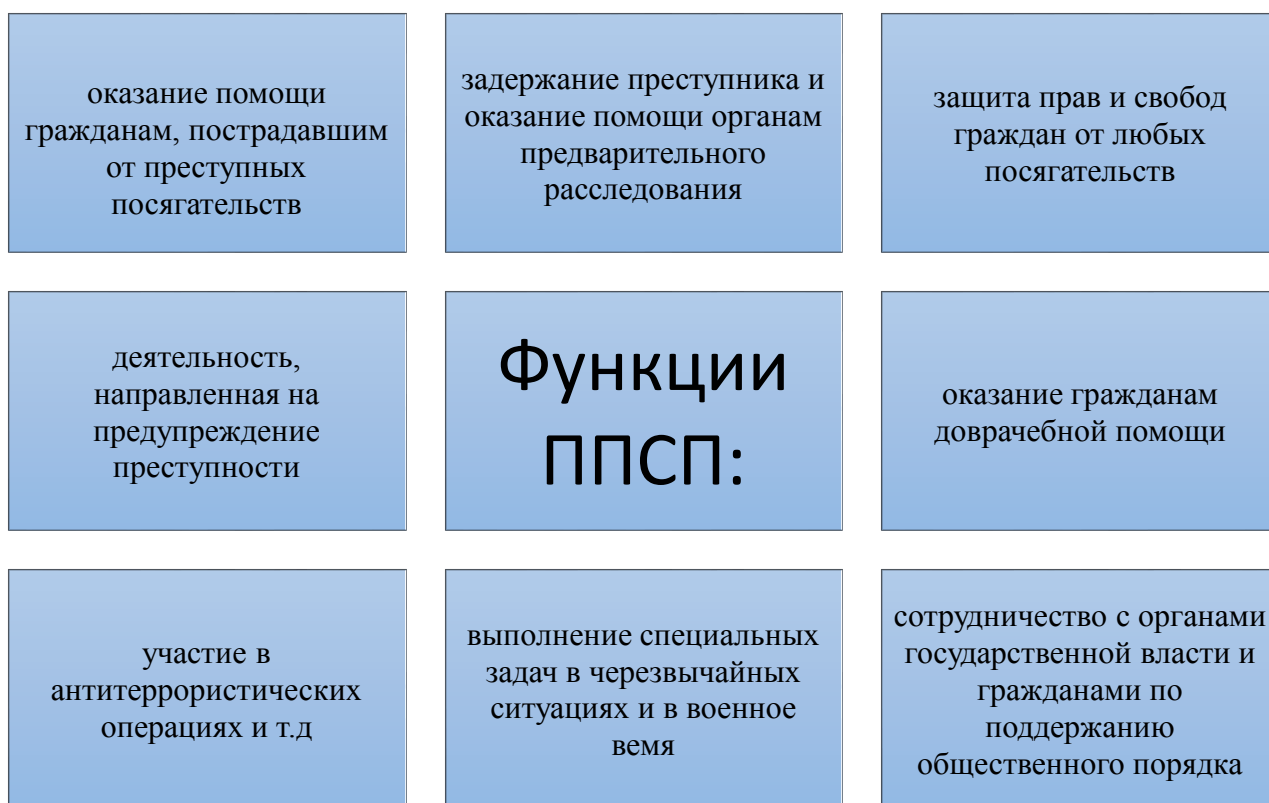 оказание помощи
гражданам, пострадавшим
от преступных
посягательств
задержание преступника и
оказание помощи органам
предварительного
расследования
защита прав и свобод
граждан от любых
посягательств
деятельность,
направленная на
предупреждение
преступности
Функции
ППСП:
оказание гражданам
доврачебной помощи
участие в
антитеррористических
операциях и т.д
выполнение специальных
задач в черезвычайных
ситуациях и в военное
вемя
сотрудничество с органами
государственной власти и
гражданами по
поддержанию
общественного порядка